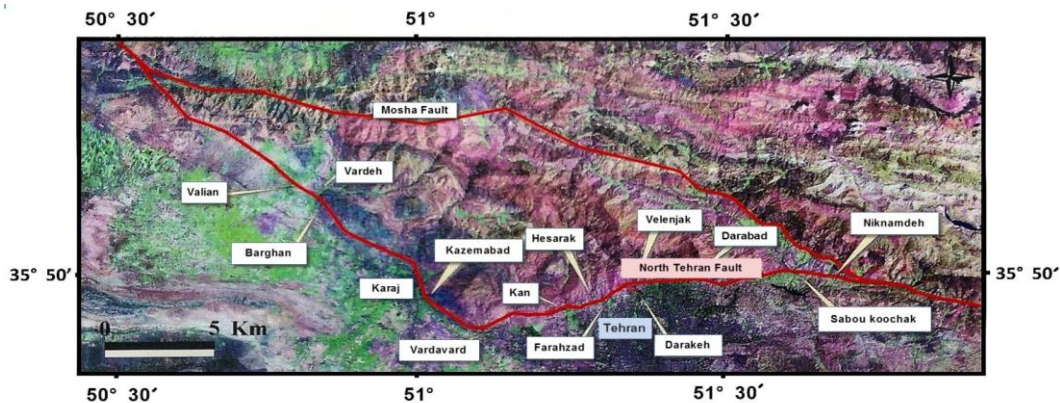 50° 30′
51°
51° 30′
Mosha Fault
Vardeh
Valian
Velenjak
Niknamdeh
Darabad
Hesarak
Kazemabad
Barghan
35° 50′
North Tehran Fault
35° 50′
Karaj
Kan
Sabou koochak
5 Km
Tehran
0
Vardavard
Farahzad
Darakeh
50° 30′
51°
51° 30′